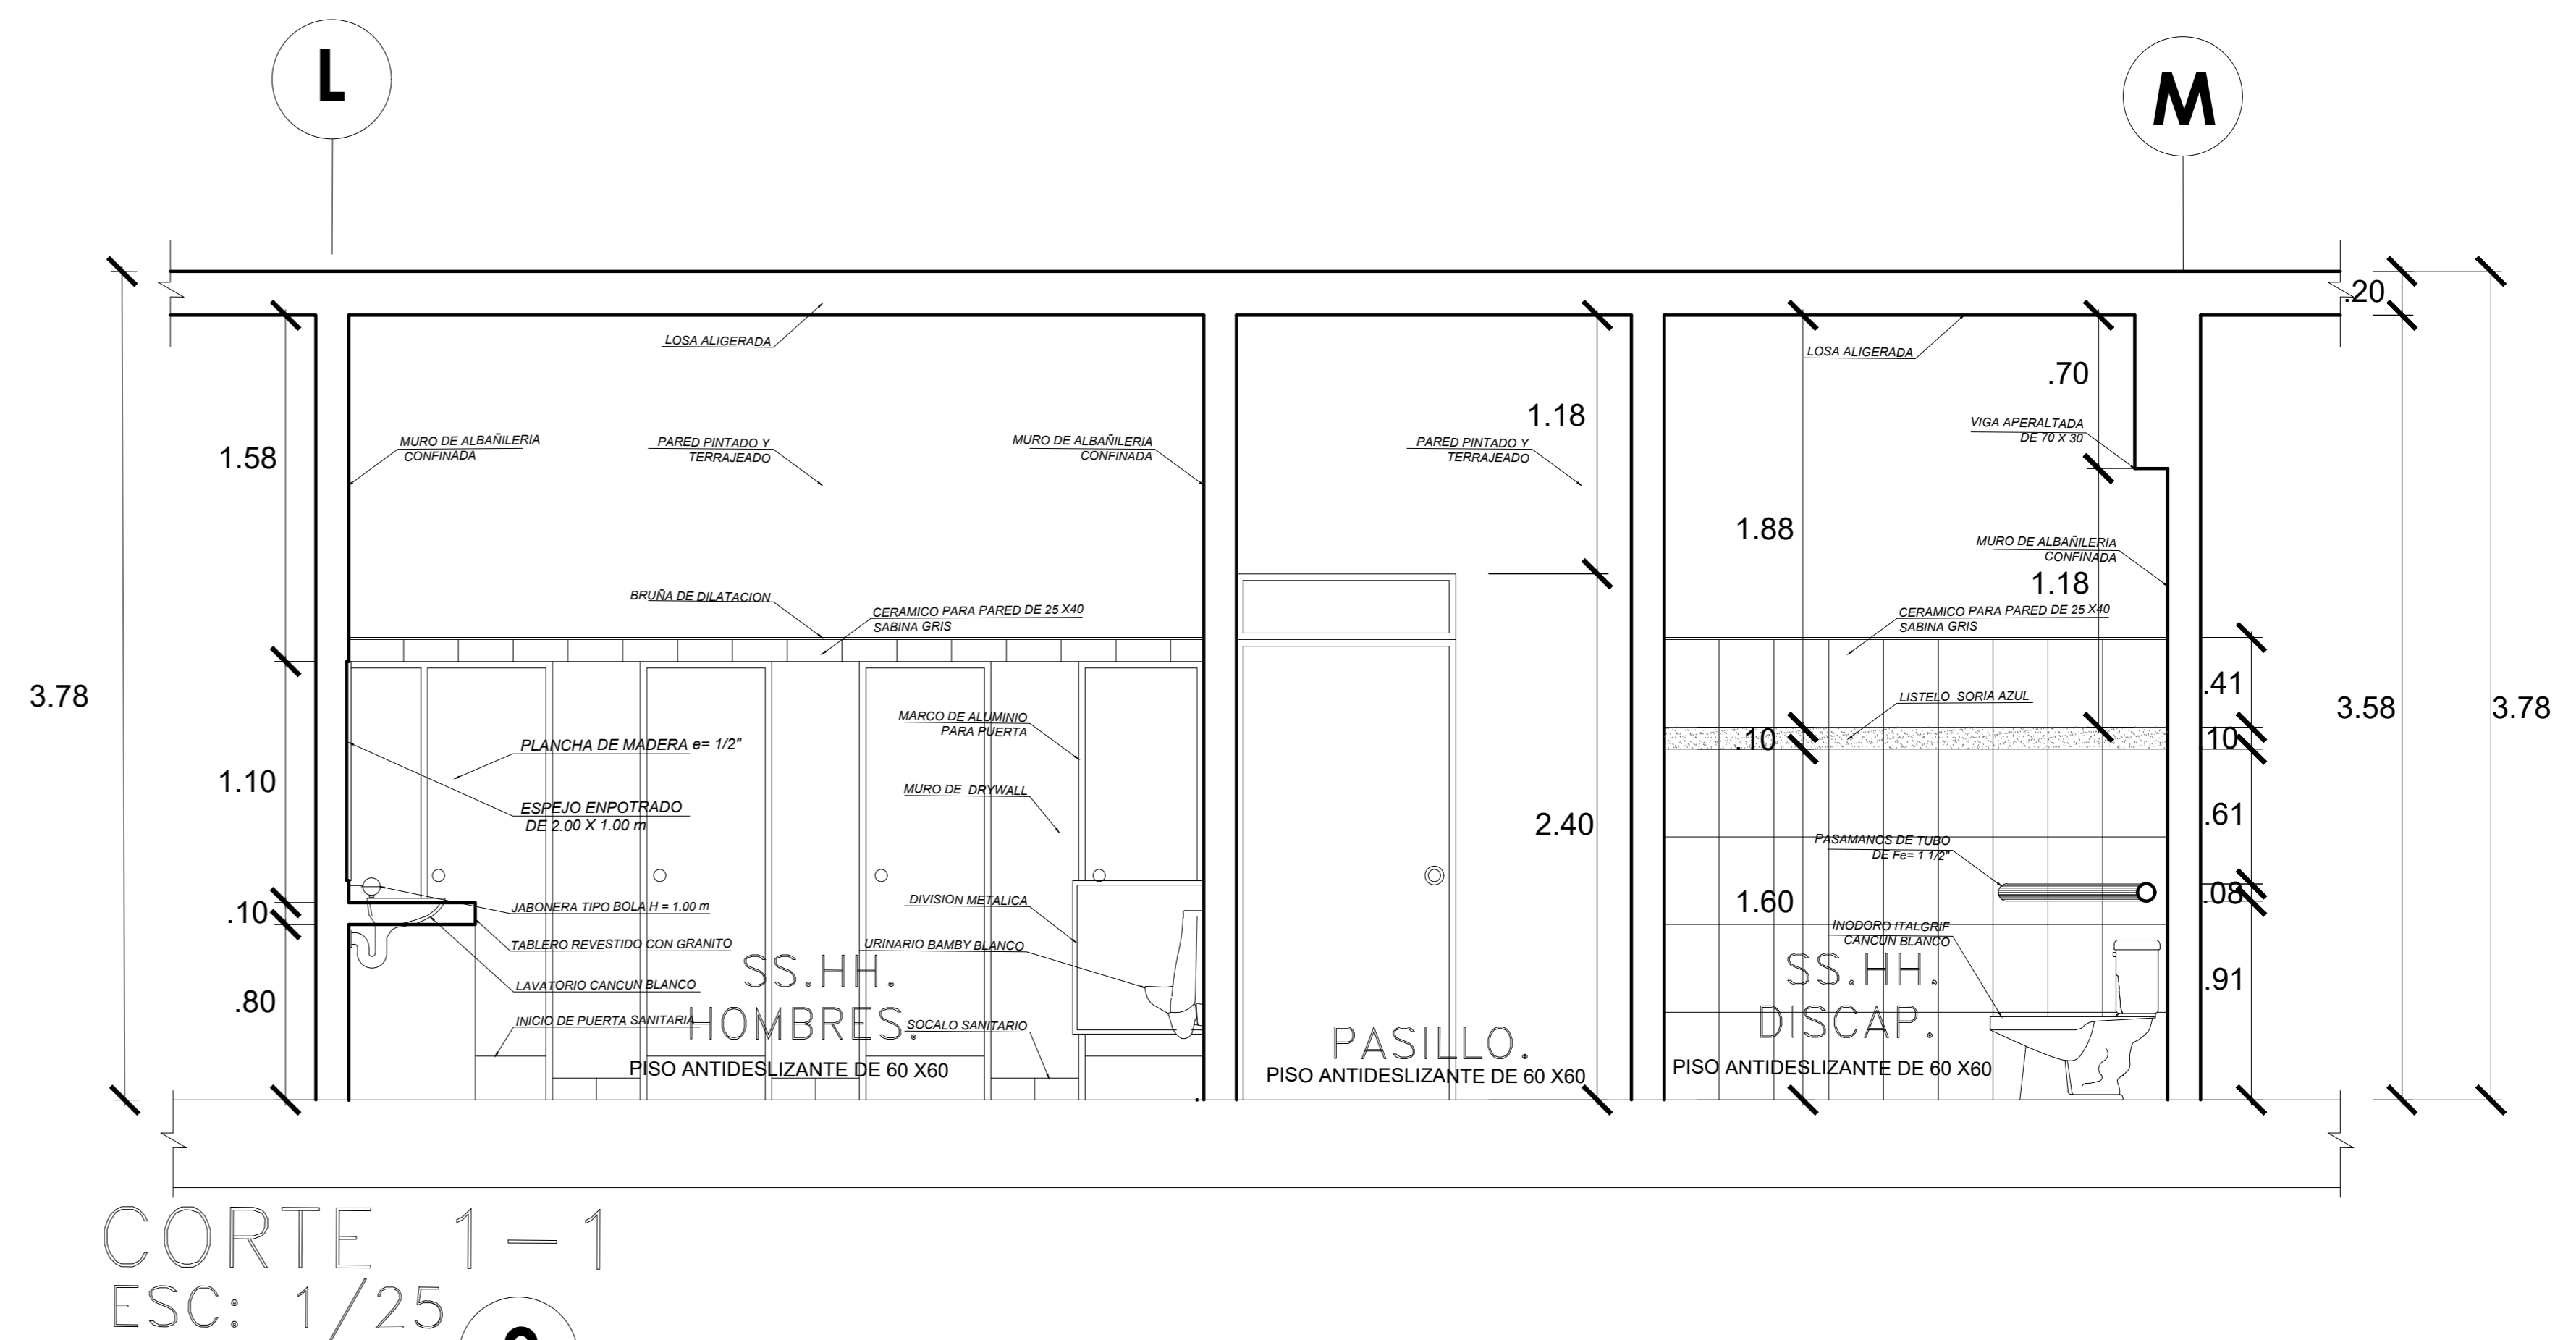 L
M
.20
LOSA ALIGERADA
LOSA ALIGERADA
.70
1.18
VIGA APERALTADA
DE 70 X 30
1.58
MURO DE ALBAÑILERIA
CONFINADA
PARED PINTADO Y
TERRAJEADO
MURO DE ALBAÑILERIA
CONFINADA
PARED PINTADO Y
TERRAJEADO
1.88
MURO DE ALBAÑILERIA
CONFINADA
1.18
BRUÑA DE DILATACION
CERAMICO PARA PARED DE 25 X40
SABINA GRIS
CERAMICO PARA PARED DE 25 X40
SABINA GRIS
3.78
.41
3.58
3.78
LISTELO SORIA AZUL
MARCO DE ALUMINIO
PARA PUERTA
PLANCHA DE MADERA e= 1/2"
.10
.10
1.10
MURO DE DRYWALL
ESPEJO ENPOTRADO
DE 2.00 X 1.00 m
2.40
.61
PASAMANOS DE TUBO
DE Fe= 1 1/2"
.10
JABONERA TIPO BOLA H = 1.00 m
DIVISION METALICA
1.60
.08
TABLERO REVESTIDO CON GRANITO
URINARIO BAMBY BLANCO
INODORO ITALGRIF
CANCUN BLANCO
.80
LAVATORIO CANCUN BLANCO
.91
INICIO DE PUERTA SANITARIA
SOCALO SANITARIO
SS.HH.
HOMBRES.
PISO ANTIDESLIZANTE DE 60 X60
PASILLO.
PISO ANTIDESLIZANTE DE 60 X60
SS.HH.
DISCAP.
PISO ANTIDESLIZANTE DE 60 X60
CORTE 1-1
ESC: 1/25